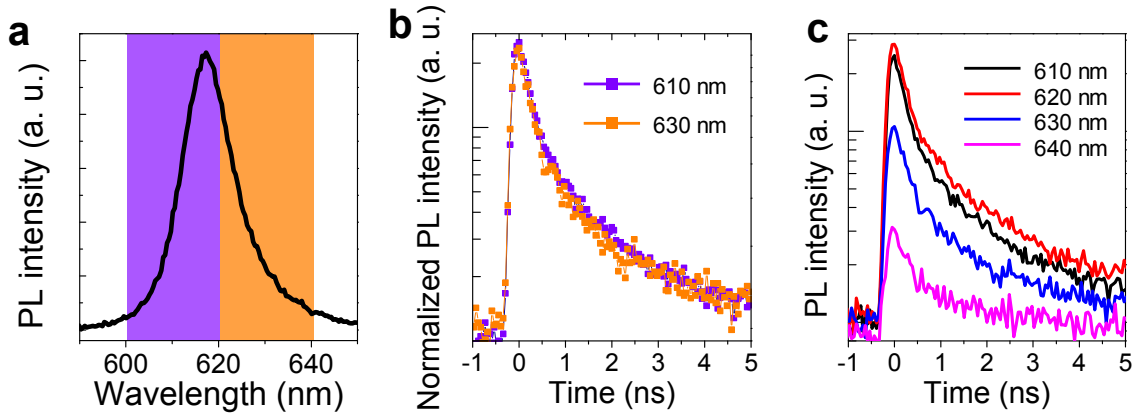 a
PL intensity (a. u.)
600 620 640
Wavelength (nm)
b
Normalized PL intensity (a. u.)
610 nm
630 nm
-1 0 1 2 3 4 5
Time (ns)
c
PL intensity (a. u.)
610 nm
620 nm
630 nm
640 nm
-1 0 1 2 3 4 5
Time (ns)